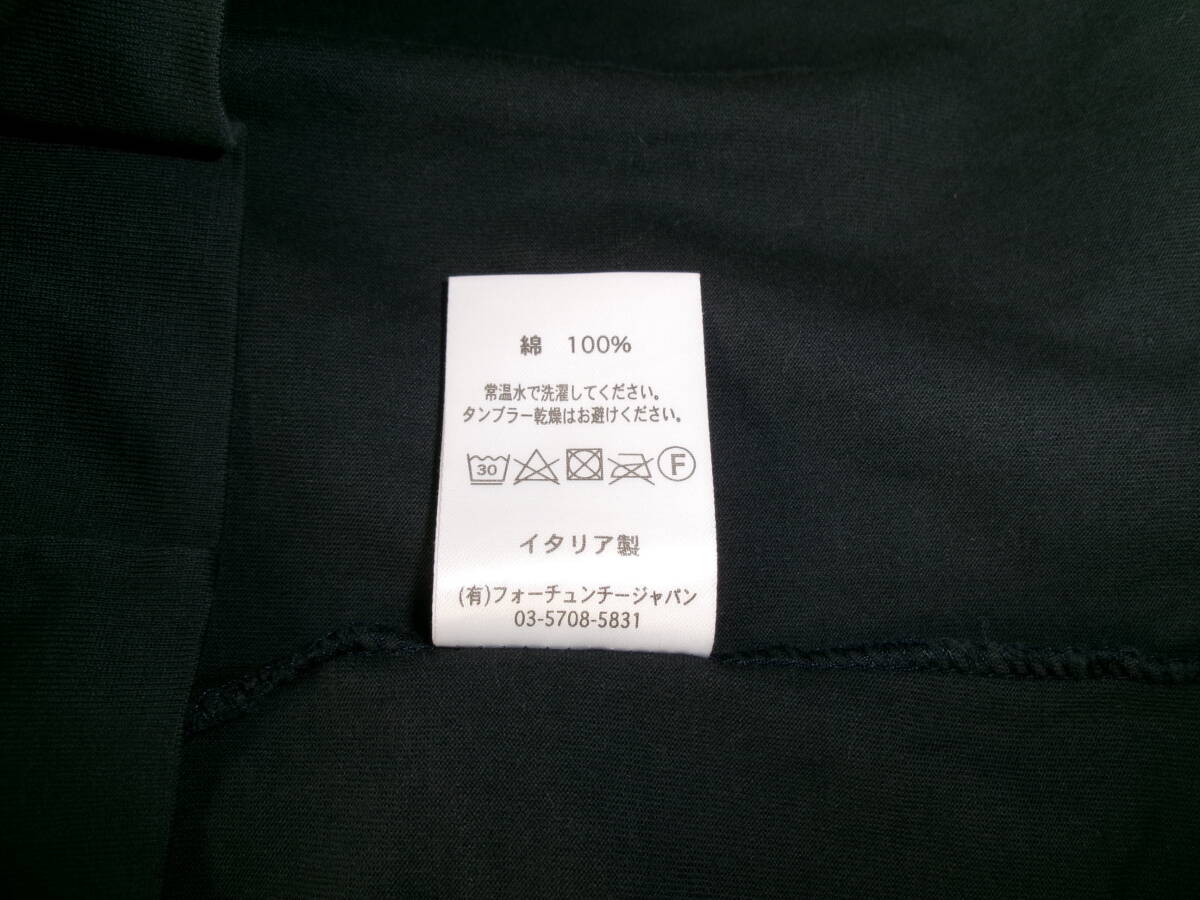 綿 100%
常温水で洗濯してください。
タンブラー乾燥はお避けください。
30 F
イタリア製
(有)フォーチュンチージャパン
03-5708-5831